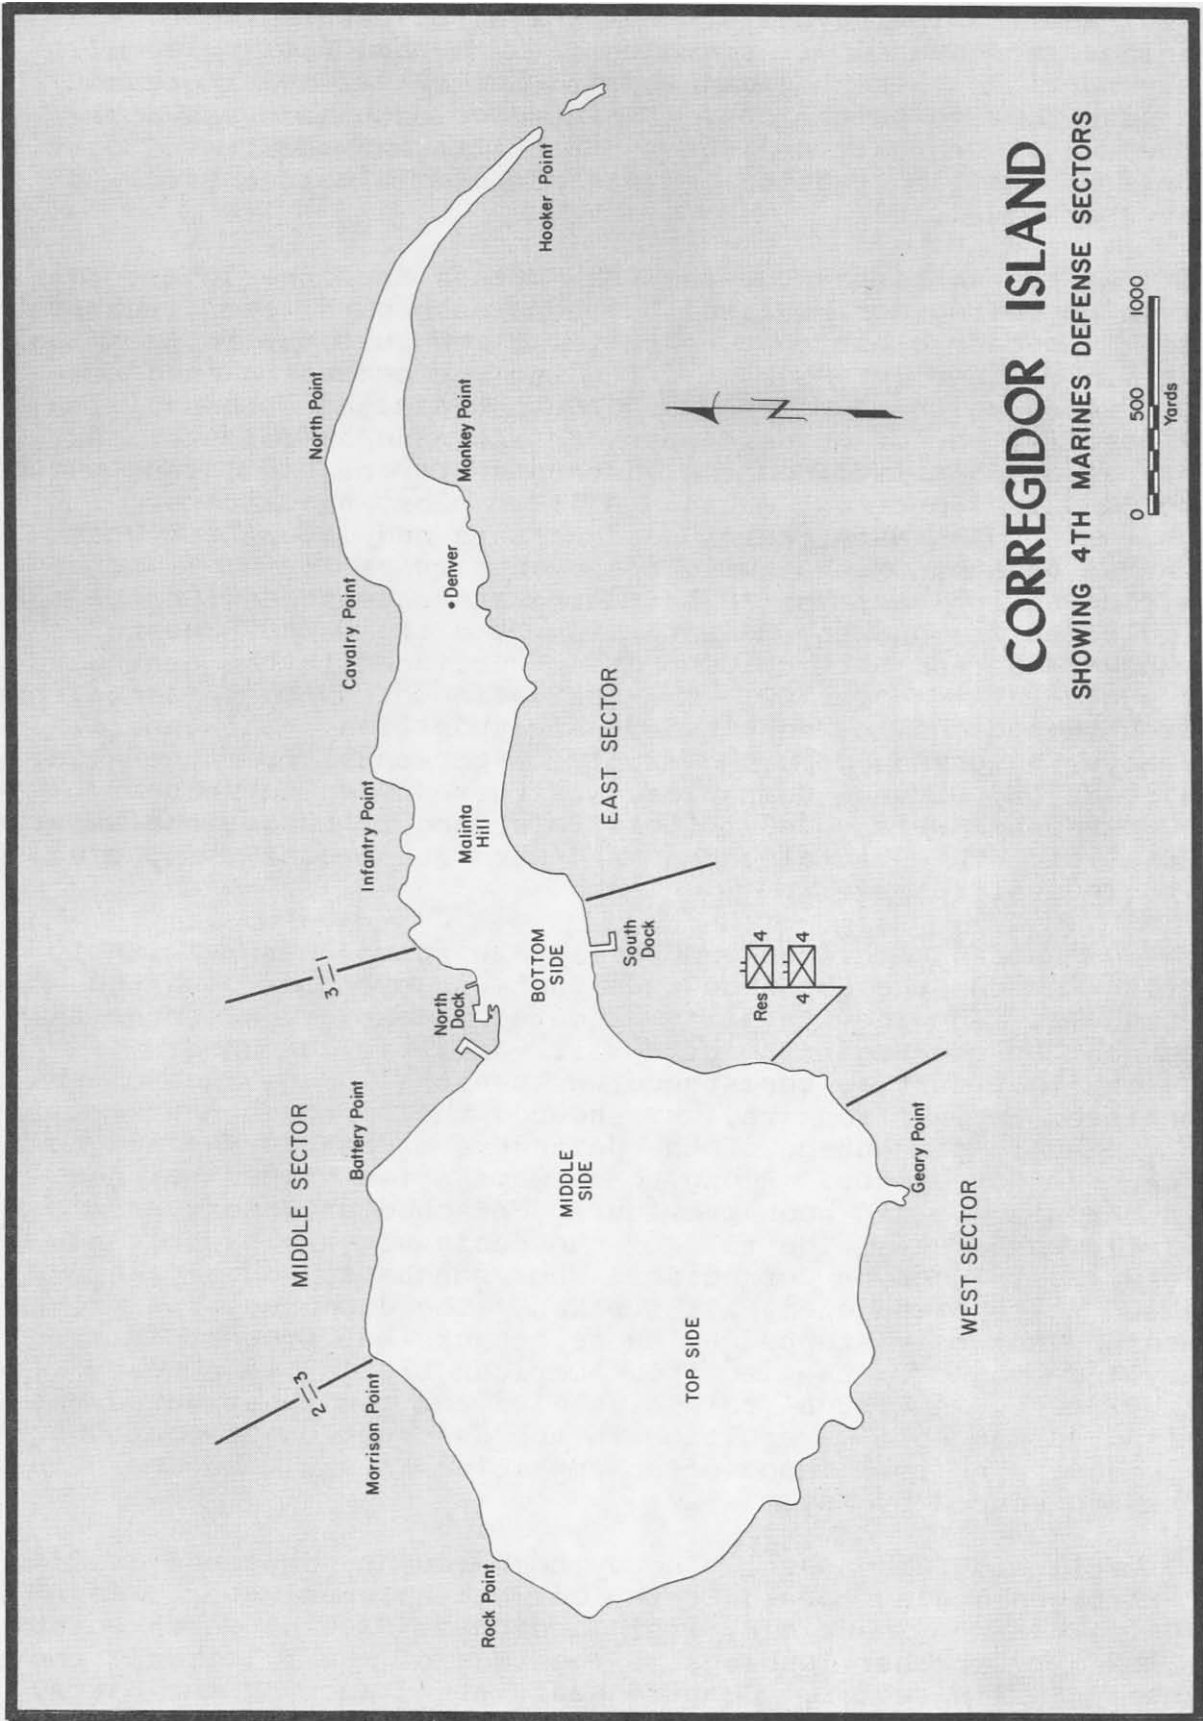 CORREGIDOR ISLAND
SHOWING 4TH MARINES DEFENSE SECTORS
0 500 1000
Yards
N
MIDDLE SECTOR
2 = 3
3 = 1
Rock Point
Morrison Point
Battery Point
North
Dock
Infantry Point
Cavalry Point
North Point
Hooker Point
Monkey Point
• Denver
Malinta
Hill
BOTTOM
SIDE
South
Dock
EAST SECTOR
MIDDLE
SIDE
TOP SIDE
Res 4
4 4
Geary Point
WEST SECTOR